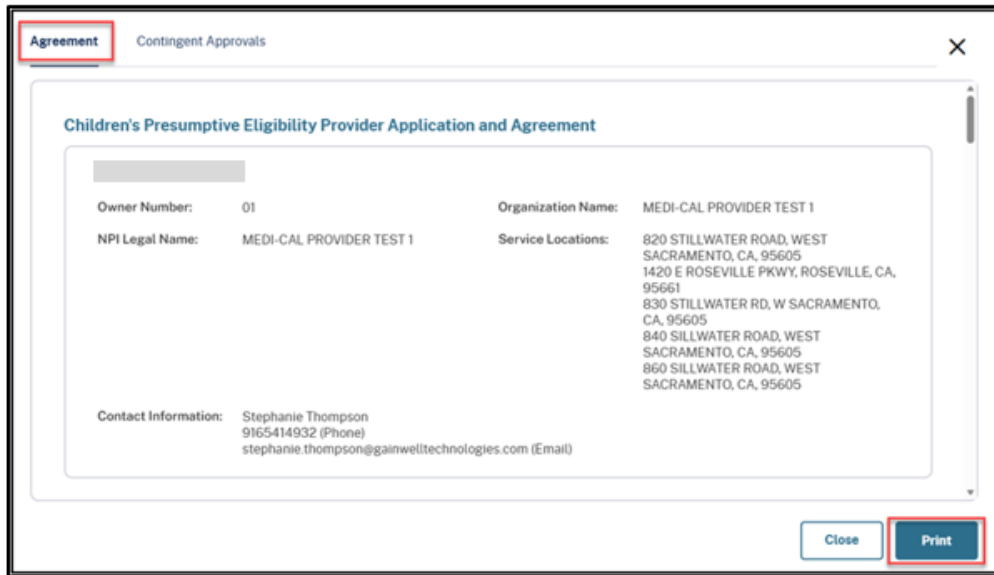 Agreement Contingent Approvals
Children's Presumptive Eligibility Provider Application and Agreement
Owner Number: 01 Organization Name: MEDI-CAL PROVIDER TEST 1
NPI Legal Name: MEDI-CAL PROVIDER TEST 1 Service Locations: 820 STILLWATER ROAD, WEST
SACRAMENTO, CA, 95605
1420 E ROSEVILLE PKWY, ROSEVILLE, CA,
95661
830 STILLWATER RD, W SACRAMENTO,
CA, 95605
840 SILLWATER ROAD, WEST
SACRAMENTO, CA, 95605
860 SILLWATER ROAD, WEST
SACRAMENTO, CA, 95605
Contact Information: Stephanie Thompson
9165414932 (Phone)
stephanie.thompson@gainwelltechnologies.com (Email)
Close Print